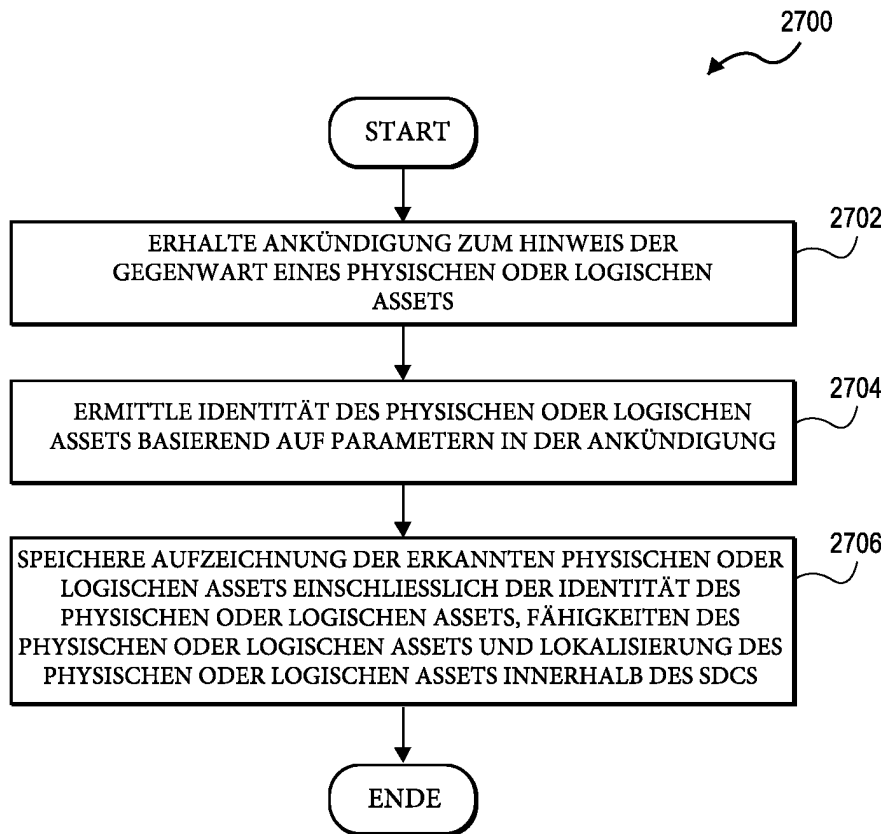 2700
START
2702
ERHALTE ANKÜNDIGUNG ZUM HINWEIS DER
GEGENWART EINES PHYSISCHEN ODER LOGISCHEN
ASSETS
2704
ERMITTLE IDENTITÄT DES PHYSISCHEN ODER LOGISCHEN
ASSETS BASIEREND AUF PARAMETERN IN DER ANKÜNDIGUNG
2706
SPEICHERE AUFZEICHNUNG DER ERKANNTEN PHYSISCHEN ODER
LOGISCHEN ASSETS EINSCHLIESSLICH DER IDENTITÄT DES
PHYSISCHEN ODER LOGISCHEN ASSETS, FÄHIGKEITEN DES
PHYSISCHEN ODER LOGISCHEN ASSETS UND LOKALISIERUNG DES
PHYSISCHEN ODER LOGISCHEN ASSETS INNERHALB DES SDCS
ENDE